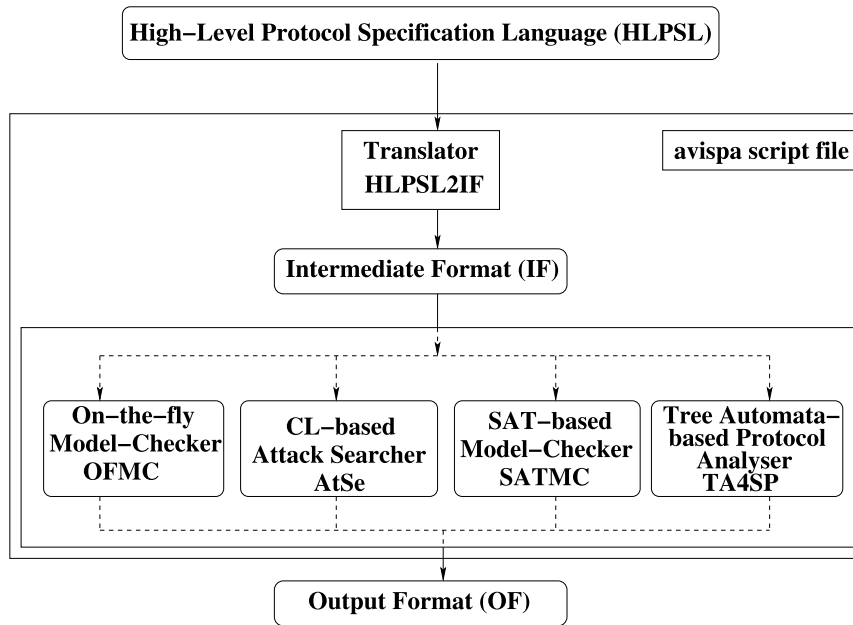 High–Level Protocol Specification Language (HLPSL)
Translator
HLPSL2IF
avispa script file
Intermediate Format (IF)
On–the–fly
Model–Checker
OFMC
CL–based
Attack Searcher
AtSe
SAT–based
Model–Checker
SATMC
Tree Automata–
based Protocol
Analyser
TA4SP
Output Format (OF)